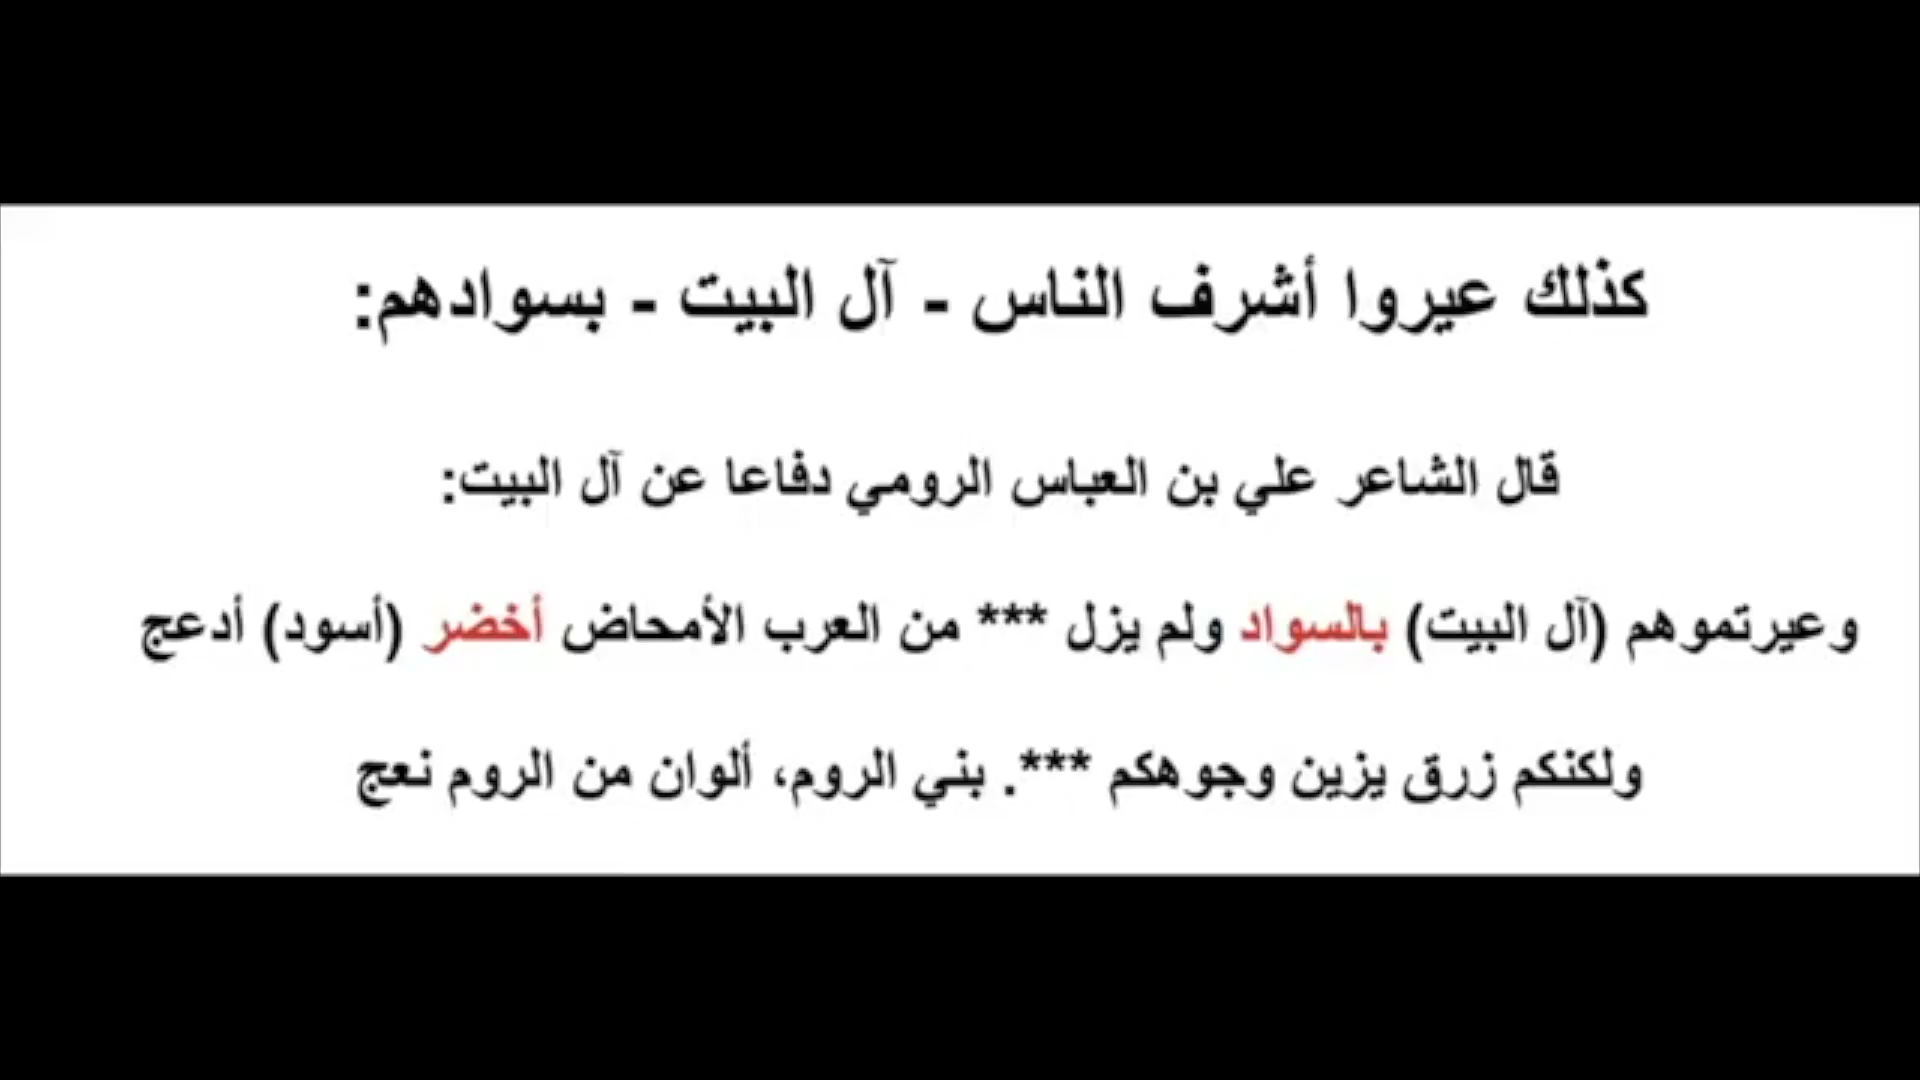 كذلك عيروا أشرف الناس - آل البيت - بسوادهم:
قال الشاعر علي بن العباس الرومي دفاعا عن آل البيت:
وعيرتموهم (آل البيت) بالسواد ولم يزل *** من العرب الأمحاض أخضر (أسود) أدعج
ولكنكم زرق يزين وجوهكم ***. بني الروم، ألوان من الروم نعج